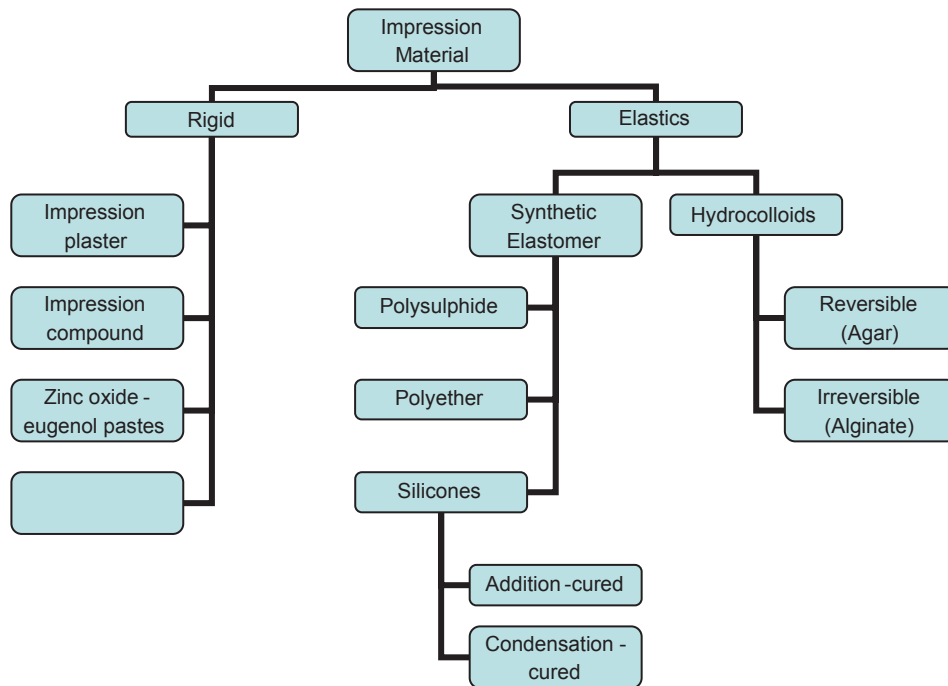 Impression
Material
Rigid
Elastics
Impression
plaster
Impression
compound
Zinc oxide -
eugenol pastes
Synthetic
Elastomer
Hydrocolloids
Polysulphide
Polyether
Silicones
Addition -cured
Condensation -
cured
Reversible
(Agar)
Irreversible
(Alginate)